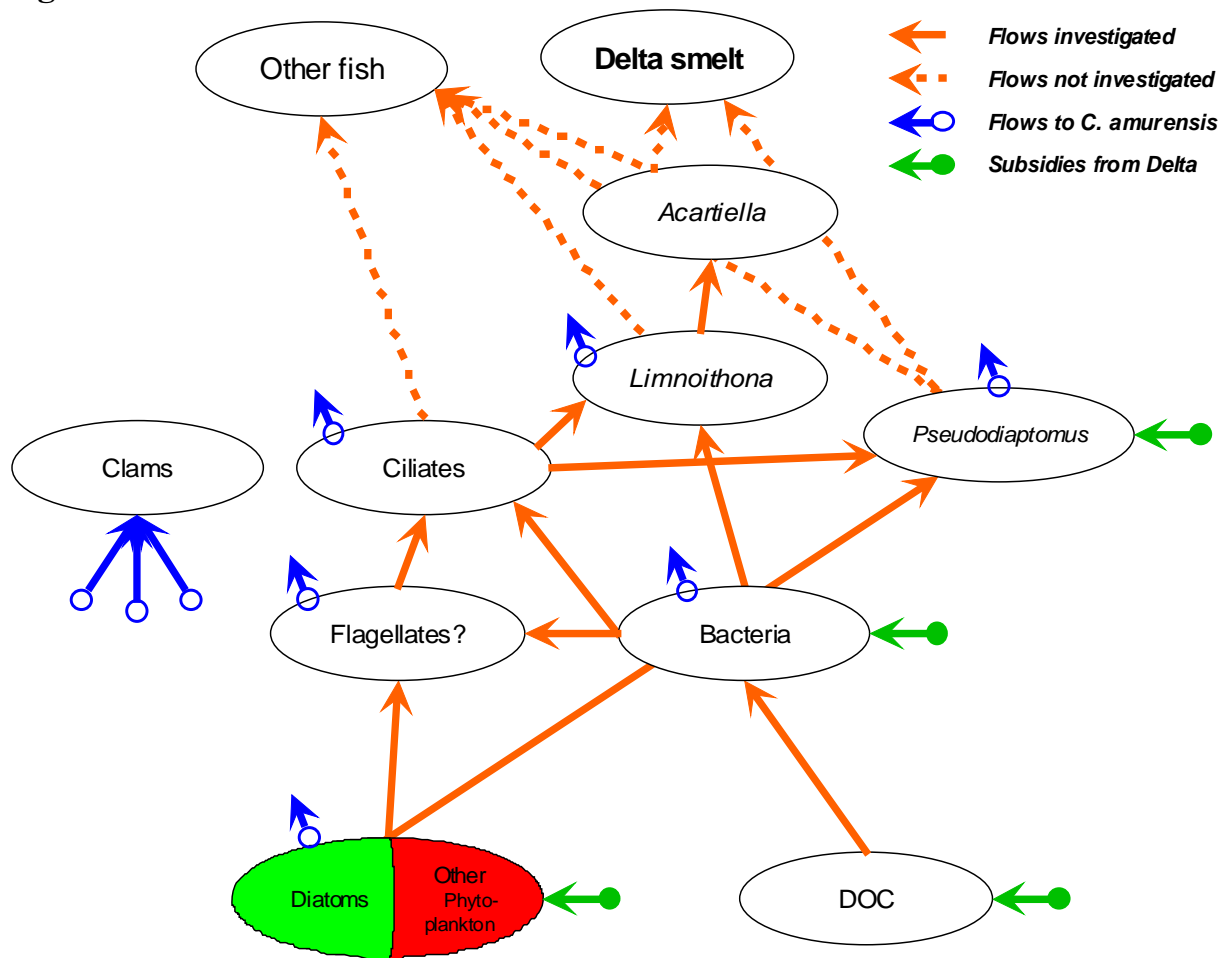 Other fish
Delta smelt
Flows investigated
Flows not investigated
Flows to C. amurensis
Subsidies from Delta
Acartiella
Limnoithona
Pseudodiaptomus
Clams
Ciliates
Flagellates?
Bacteria
Diatoms
Other
Phyto-
plankton
DOC